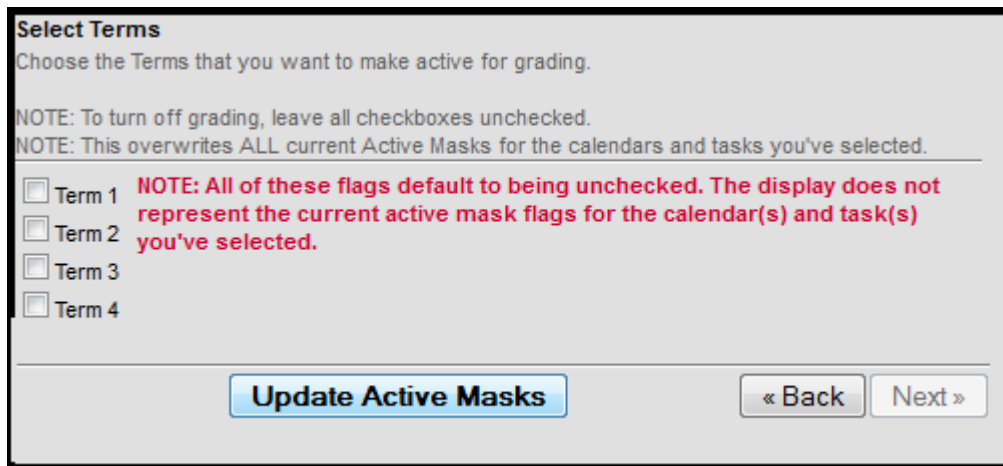 Select Terms
Choose the Terms that you want to make active for grading.
NOTE: To turn off grading, leave all checkboxes unchecked.
NOTE: This overwrites ALL current Active Masks for the calendars and tasks you've selected.
Term 1
Term 2
Term 3
Term 4
NOTE: All of these flags default to being unchecked. The display does not
represent the current active mask flags for the calendar(s) and task(s)
you've selected.
Update Active Masks
« Back
Next »